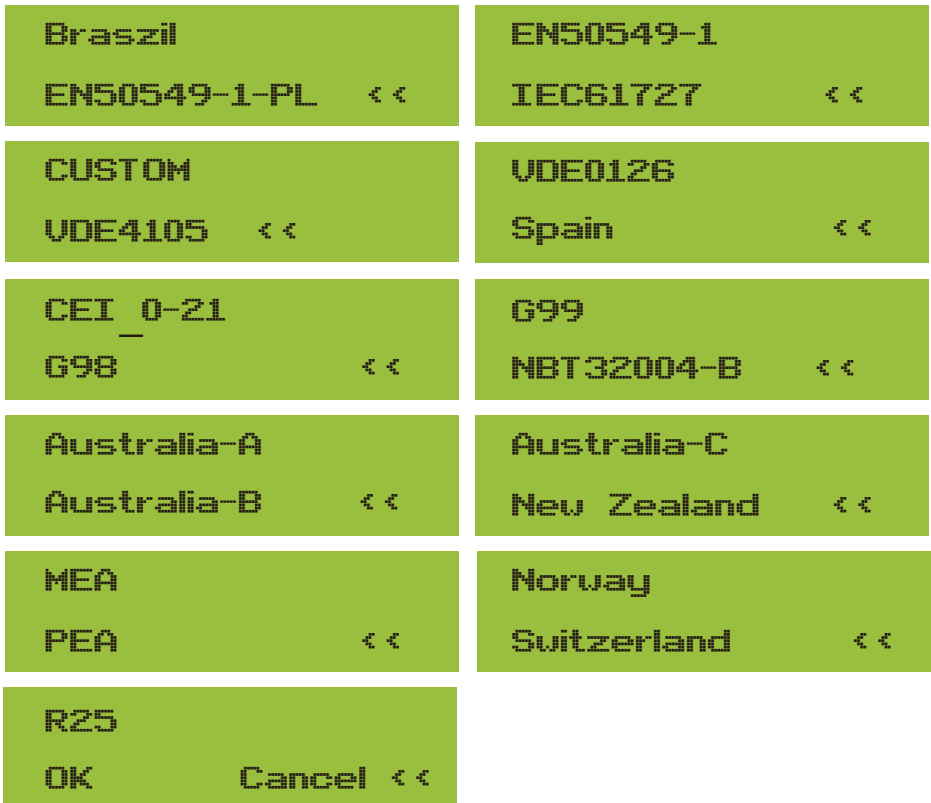 Braszil
EN50549-1-PL <<
EN50549-1
IEC61727 <<
CUSTOM
VDE4105 <<
VDE0126
Spain <<
CEI_0-21
G98 <<
G99
NBT32004-B <<
Australia-A
Australia-B <<
Australia-C
New Zealand <<
MEA
PEA <<
Norway
Switzerland <<
R25
OK Cancel <<